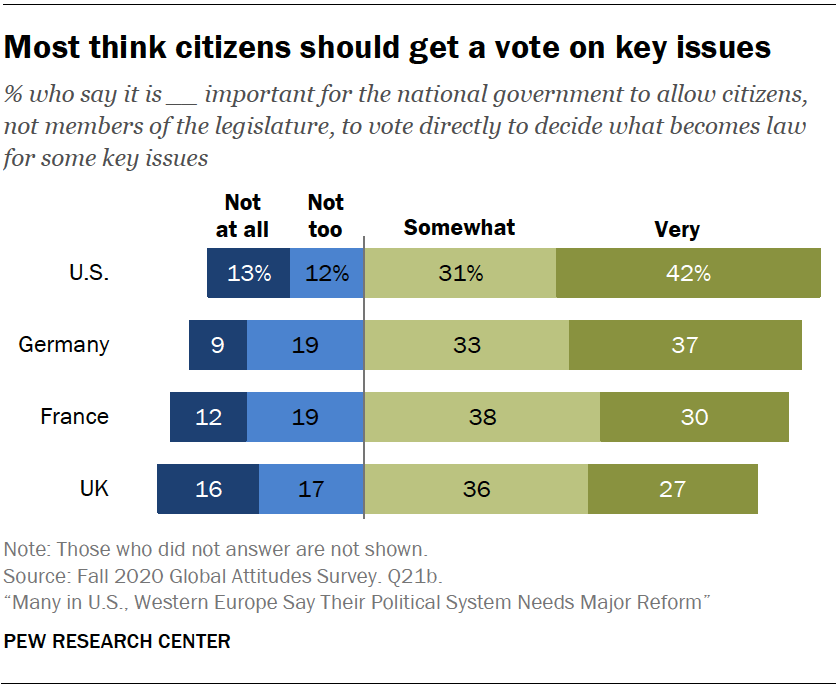 Most think citizens should get a vote on key issues
% who say it is __ important for the national government to allow citizens,
not members of the legislature, to vote directly to decide what becomes law
for some key issues
Not at all Not too Somewhat Very
U.S. 13% 12% 31% 42%
Germany 9 19 33 37
France 12 19 38 30
UK 16 17 36 27
Note: Those who did not answer are not shown.
Source: Fall 2020 Global Attitudes Survey. Q21b.
“Many in U.S., Western Europe Say Their Political System Needs Major Reform”
PEW RESEARCH CENTER